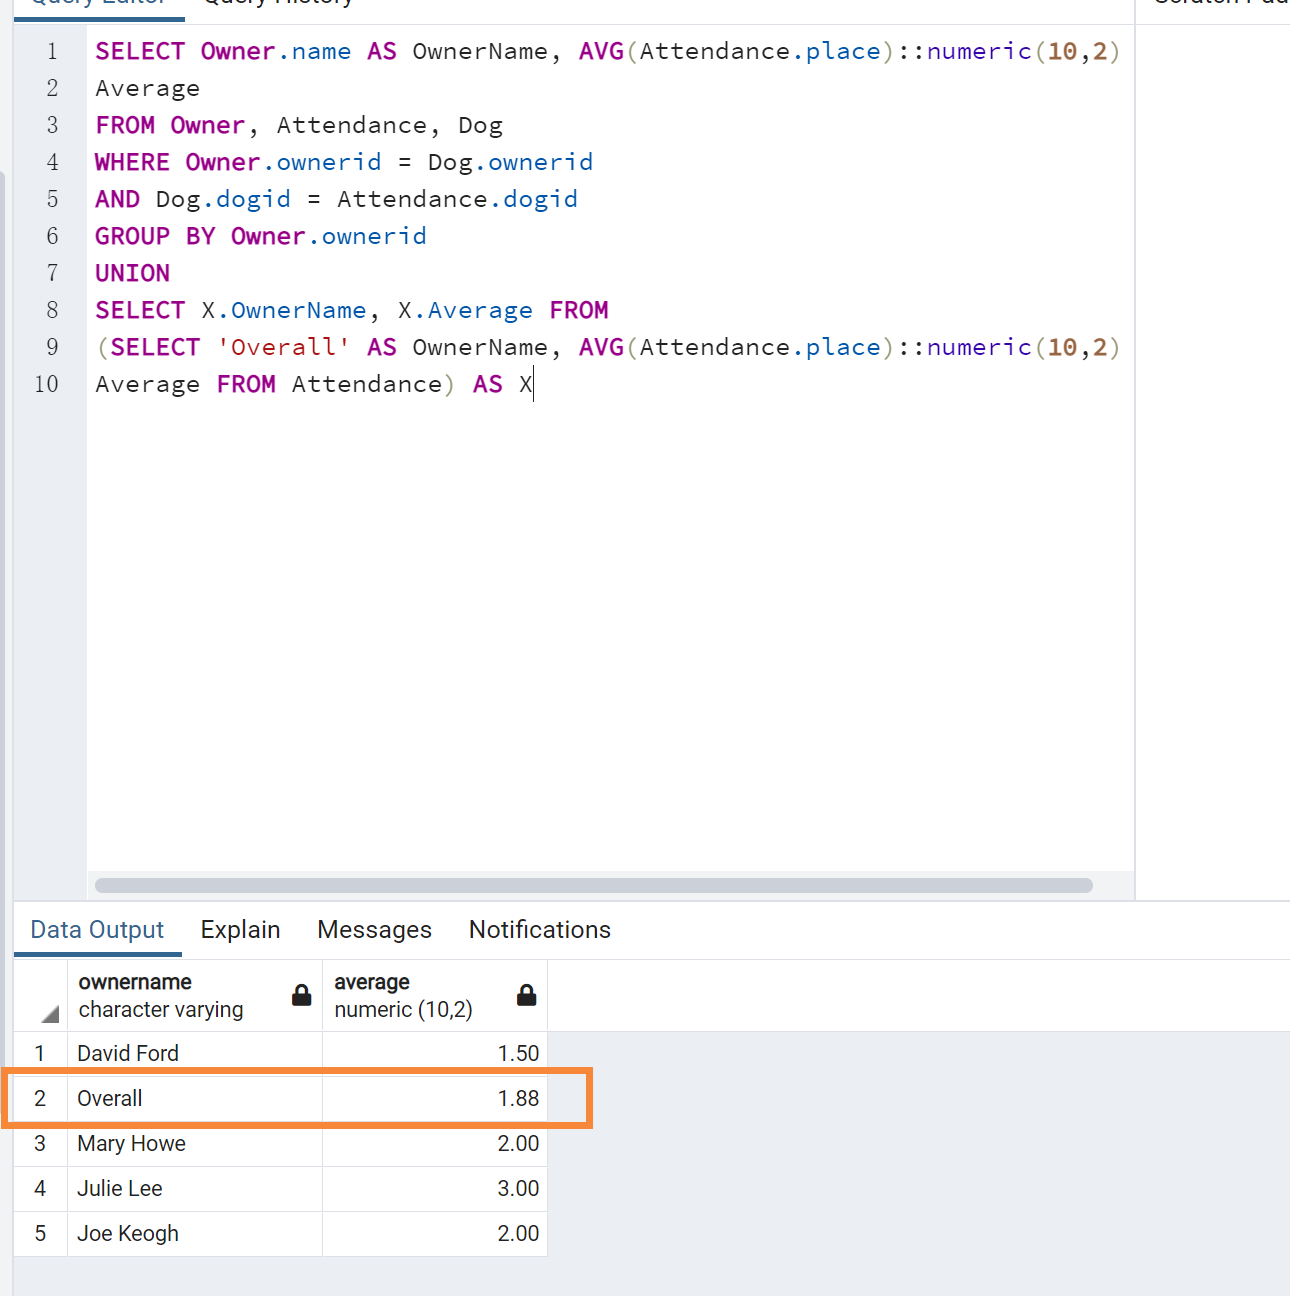 Query Editor Query History
1 SELECT Owner.name AS OwnerName, AVG(Attendance.place)::numeric(10,2)
2 Average
3 FROM Owner, Attendance, Dog
4 WHERE Owner.ownerid = Dog.ownerid
5 AND Dog.dogid = Attendance.dogid
6 GROUP BY Owner.ownerid
7 UNION
8 SELECT X.OwnerName, X.Average FROM
9 (SELECT 'Overall' AS OwnerName, AVG(Attendance.place)::numeric(10,2)
10 Average FROM Attendance) AS X
Data Output Explain Messages Notifications
ownername average
character varying numeric (10,2)
1 David Ford 1.50
2 Overall 1.88
3 Mary Howe 2.00
4 Julie Lee 3.00
5 Joe Keogh 2.00